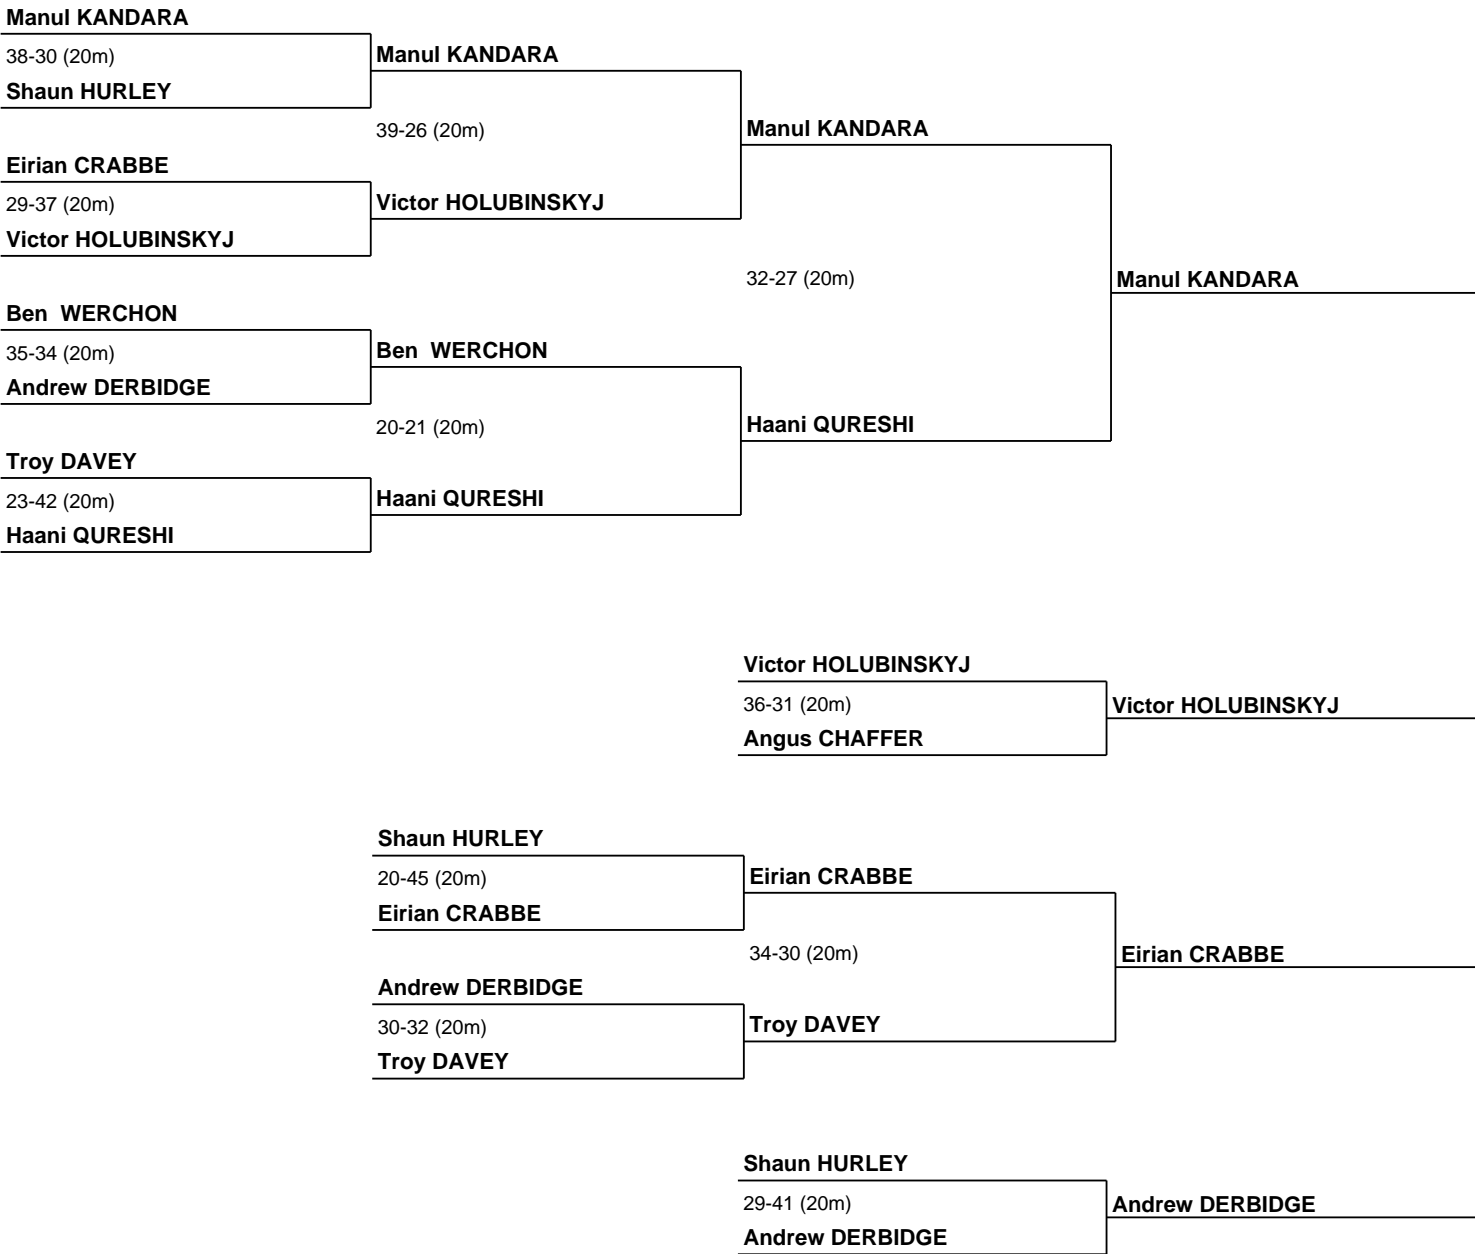 Manul KANDARA
38-30 (20m)
Manul KANDARA
Shaun HURLEY
39-26 (20m)
Manul KANDARA
Eirian CRABBE
29-37 (20m)
Victor HOLUBINSKYJ
Victor HOLUBINSKYJ
32-27 (20m)
Manul KANDARA
Ben  WERCHON
35-34 (20m)
Ben  WERCHON
Andrew DERBIDGE
20-21 (20m)
Haani QURESHI
Troy DAVEY
23-42 (20m)
Haani QURESHI
Haani QURESHI
Victor HOLUBINSKYJ
36-31 (20m)
Victor HOLUBINSKYJ
Angus CHAFFER
Shaun HURLEY
20-45 (20m)
Eirian CRABBE
Eirian CRABBE
34-30 (20m)
Eirian CRABBE
Andrew DERBIDGE
30-32 (20m)
Troy DAVEY
Troy DAVEY
Shaun HURLEY
29-41 (20m)
Andrew DERBIDGE
Andrew DERBIDGE